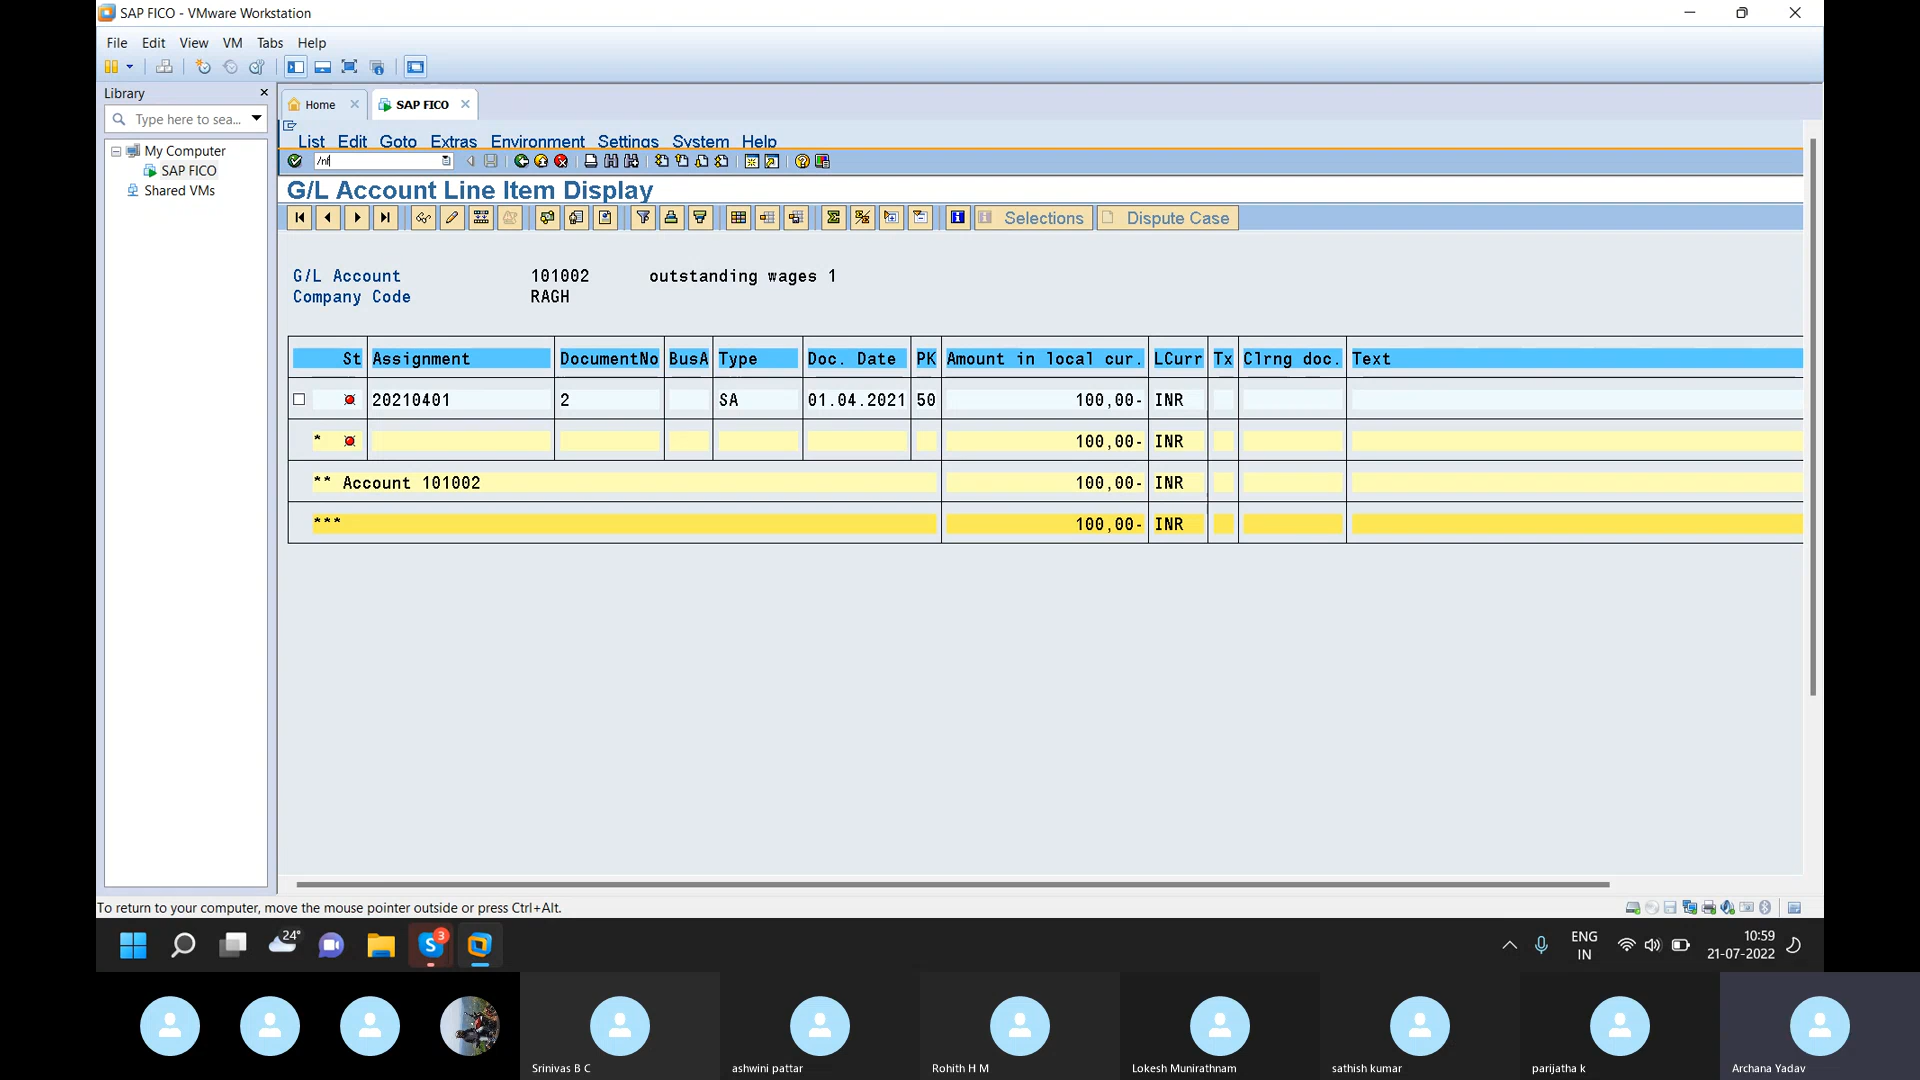 SAP FICO - VMware Workstation
File Edit View VM Tabs Help
Library
Home SAP FICO
Type here to sea...
My Computer
SAP FICO
Shared VMs
List Edit Goto Extras Environment Settings System Help
/nf
G/L Account Line Item Display
Selections Dispute Case
G/L Account 101002 outstanding wages 1
Company Code RAGH
St Assignment DocumentNo BusA Type Doc. Date PK Amount in local cur. LCurr Tx Clrng doc. Text
20210401 2 SA 01.04.2021 50 100,00- INR
* 100,00- INR
** Account 101002 100,00- INR
*** 100,00- INR
To return to your computer, move the mouse pointer outside or press Ctrl+Alt.
24°
S 3
ENG
IN
10:59
21-07-2022
Srinivas B C
ashwini pattar
Rohith H M
Lokesh Munirathnam
sathish kumar
parijatha k
Archana Yadav